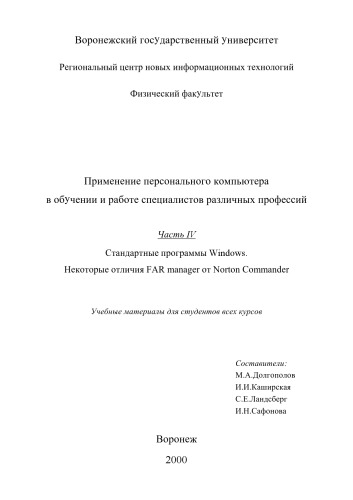 Воронежский государственный университет
Региональный центр новых информационных технологий
Физический факультет
Применение персонального компьютера
в обучении и работе специалистов различных профессий
Часть IV
Стандартные программы Windows.
Некоторые отличия FAR manager от Norton Commander
Учебные материалы для студентов всех курсов
Составители:
М.А.Долгополов
И.И.Каширская
С.Е.Ландсберг
И.Н.Сафонова
Воронеж
2000